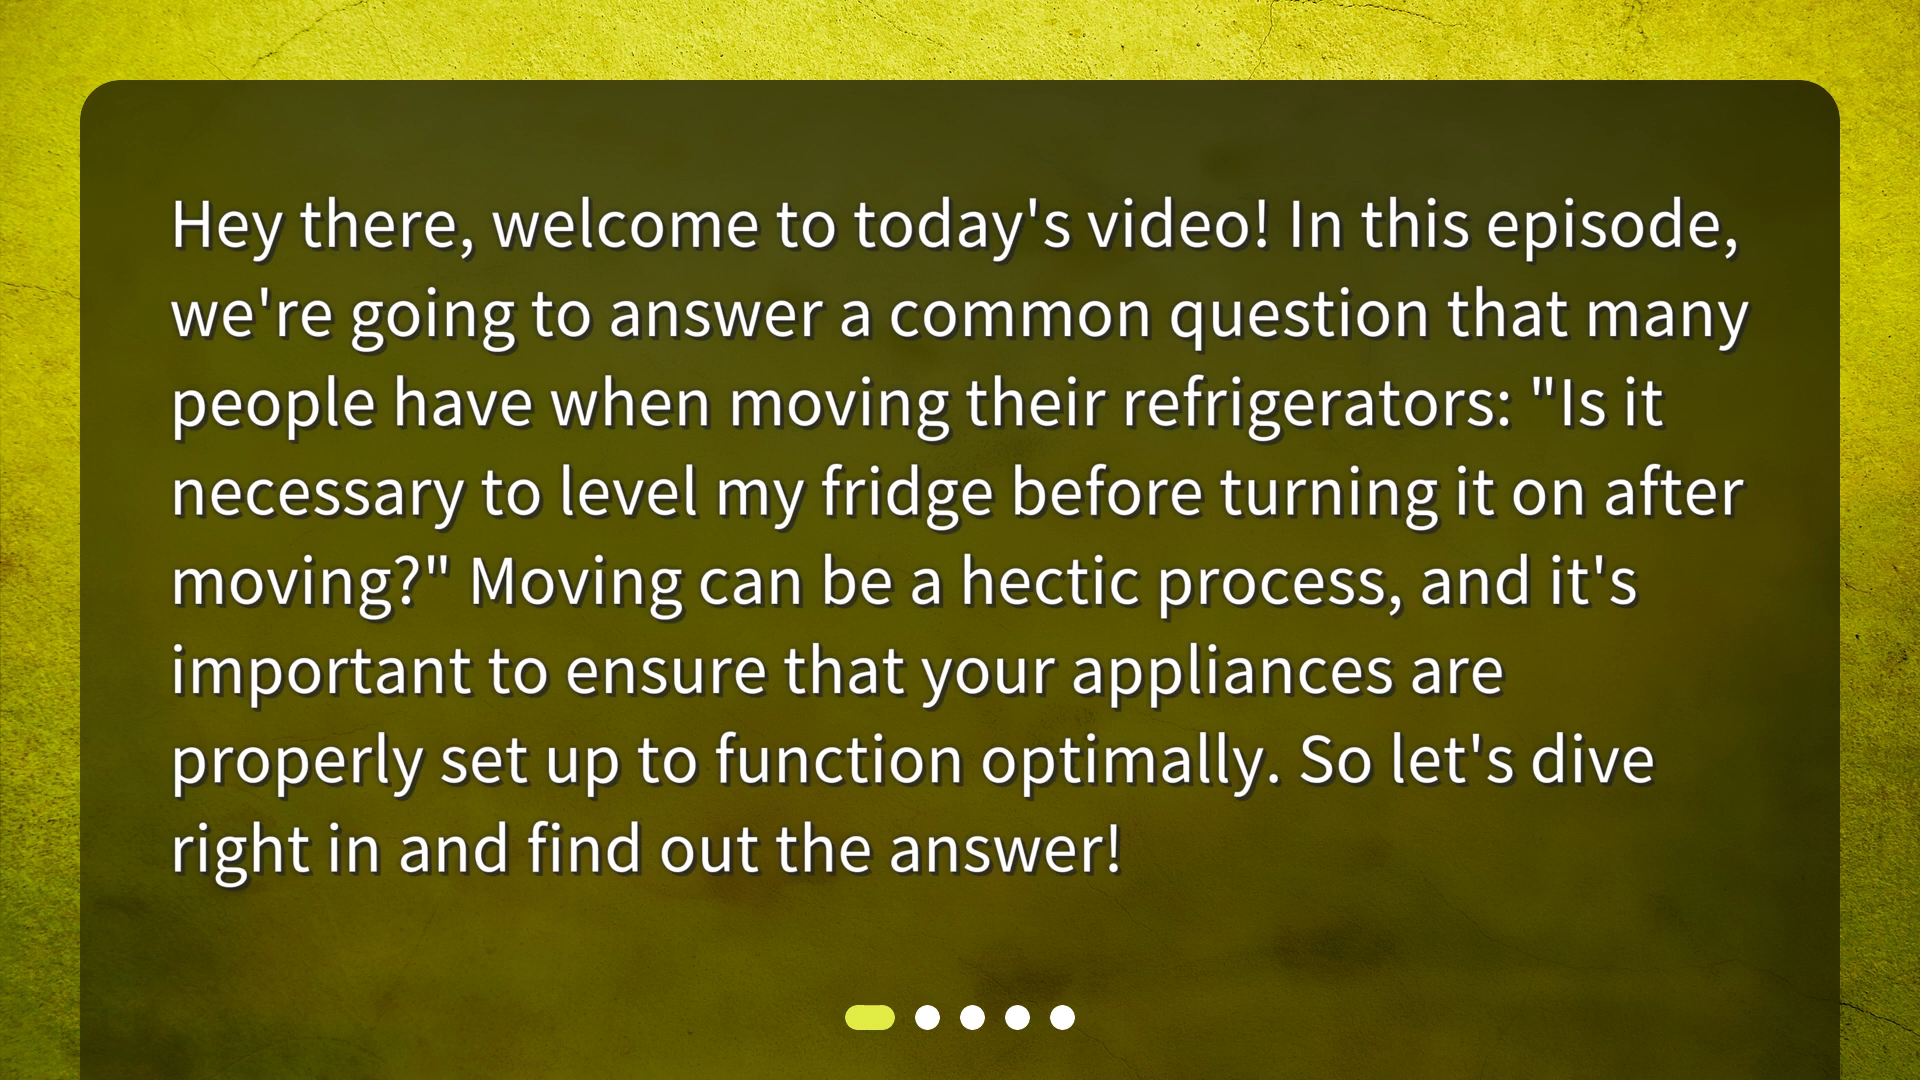 Hey there, welcome to today's video! In this episode,
we're going to answer a common question that many
people have when moving their refrigerators: "Is it
necessary to level my fridge before turning it on after
moving?" Moving can be a hectic process, and it's
important to ensure that your appliances are
properly set up to function optimally. So let's dive
right in and find out the answer!